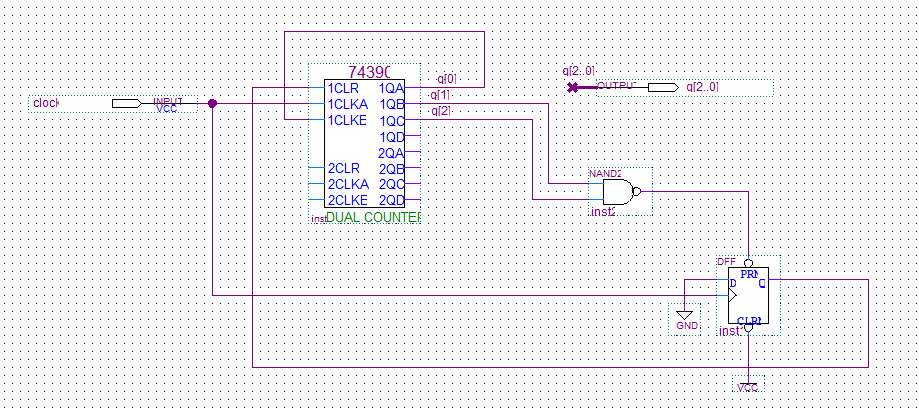 74390
1CLR 1QA q[0]
1CLKA 1QB q[1]
1CLKE 1QC q[2]
1QD
2QA
2CLR 2QB
2CLKA 2QC
2CLKE 2QD
inst DUAL COUNTER
clock
INPUT
VCC
q[2..0]
OUTPUT
q[2..0]
NAND2
inst2
DFF
PRN
D Q
CLRN
inst
GND
VCC